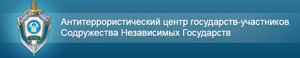 Антитеррористический центр государств-участников
Содружества Независимых Государств